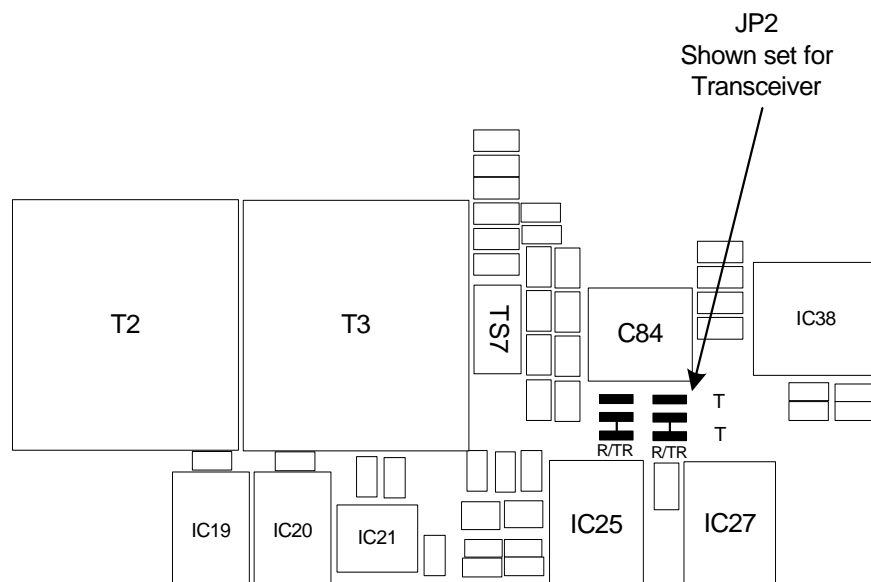 JP2
Shown set for
Transceiver
T2
T3
TS7
C84
IC38
T
T
R/TR
R/TR
IC19
IC20
IC21
IC25
IC27